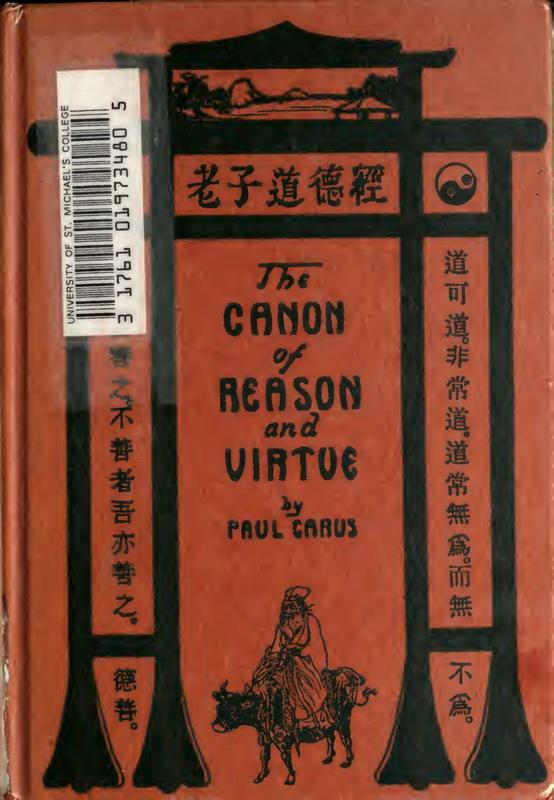 老子道德經
The
CANON
of
REASON
and
VIRTUE
by
PAUL CARUS
道可道。非常道。道常無為。而無
不為。
善之。不善者吾亦善之。
德善。
UNIVERSITY OF ST. MICHAEL'S COLLEGE
3 1761 01973480 5